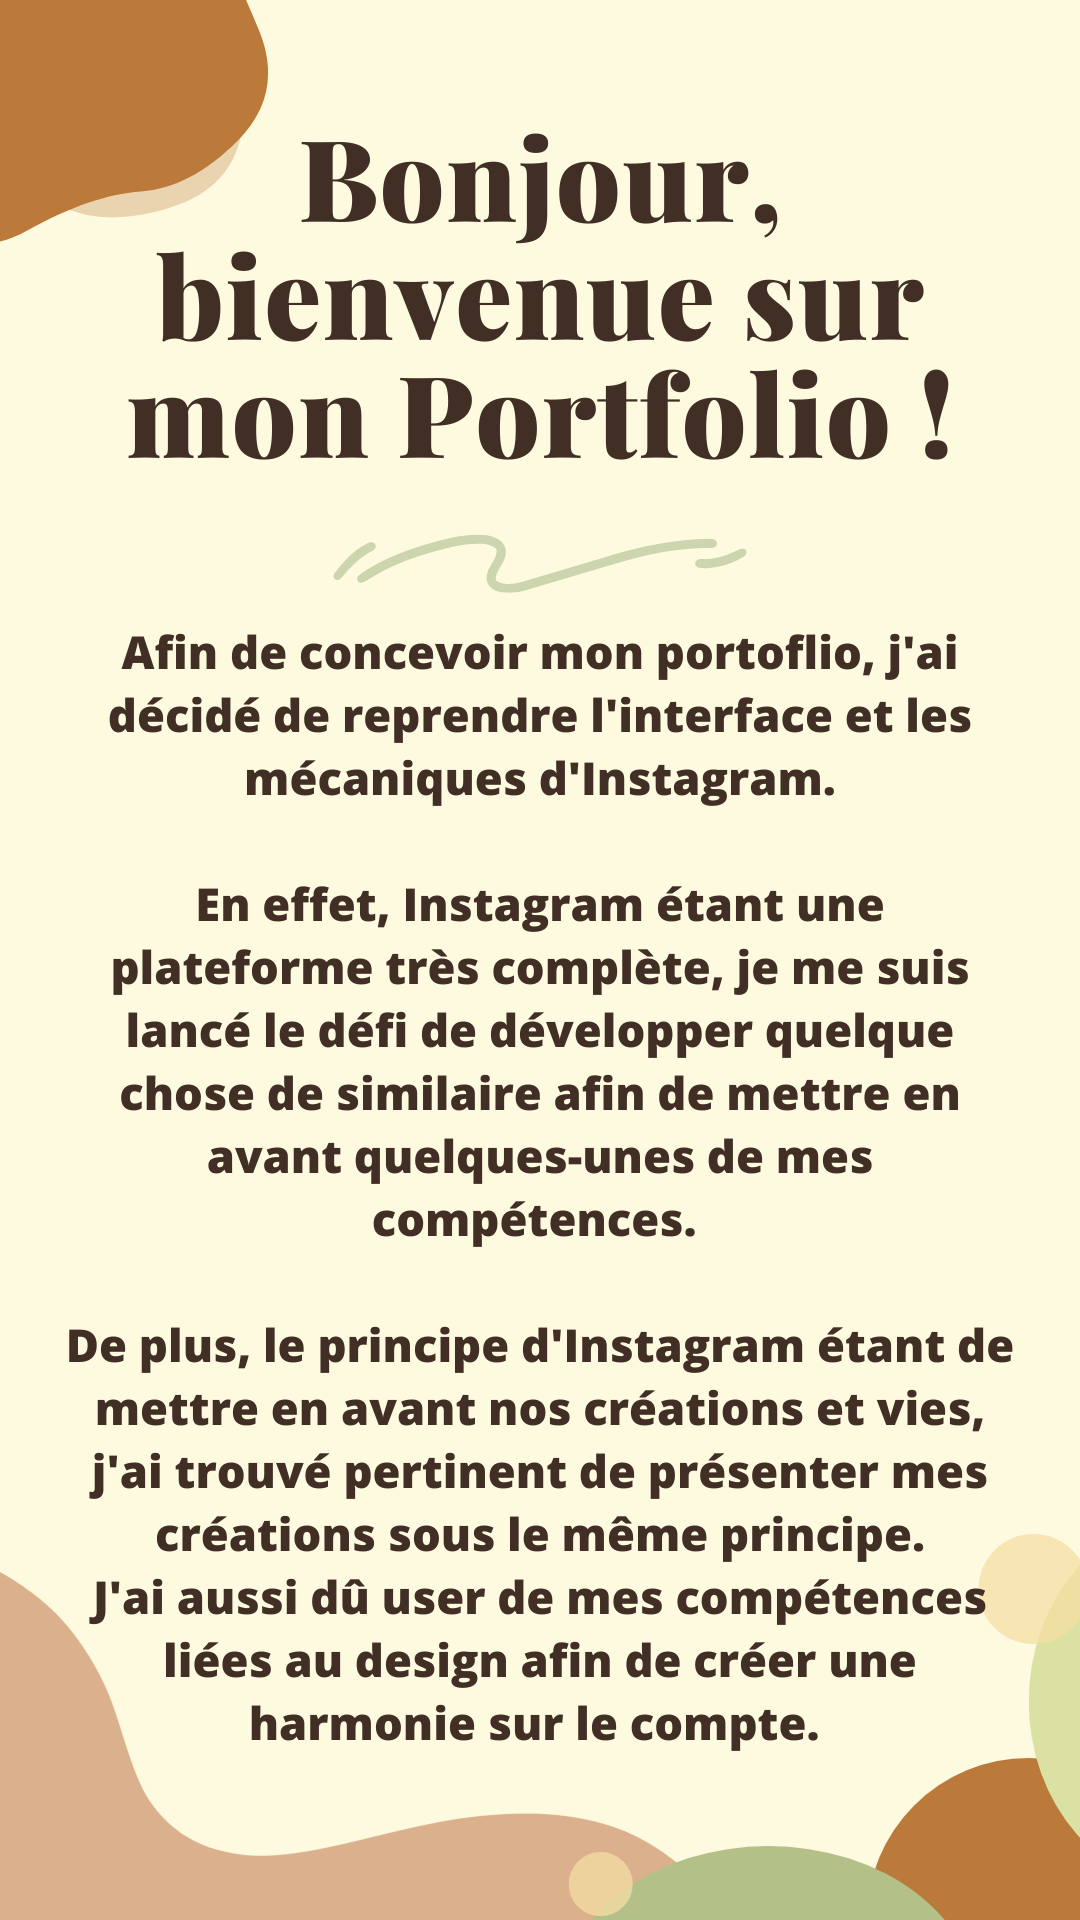 Bonjour,
bienvenue sur
mon Portfolio !
Afin de concevoir mon portoflio, j'ai
décidé de reprendre l'interface et les
mécaniques d'Instagram.
En effet, Instagram étant une
plateforme très complète, je me suis
lancé le défi de développer quelque
chose de similaire afin de mettre en
avant quelques-unes de mes
compétences.
De plus, le principe d'Instagram étant de
mettre en avant nos créations et vies,
j'ai trouvé pertinent de présenter mes
créations sous le même principe.
J'ai aussi dû user de mes compétences
liées au design afin de créer une
harmonie sur le compte.